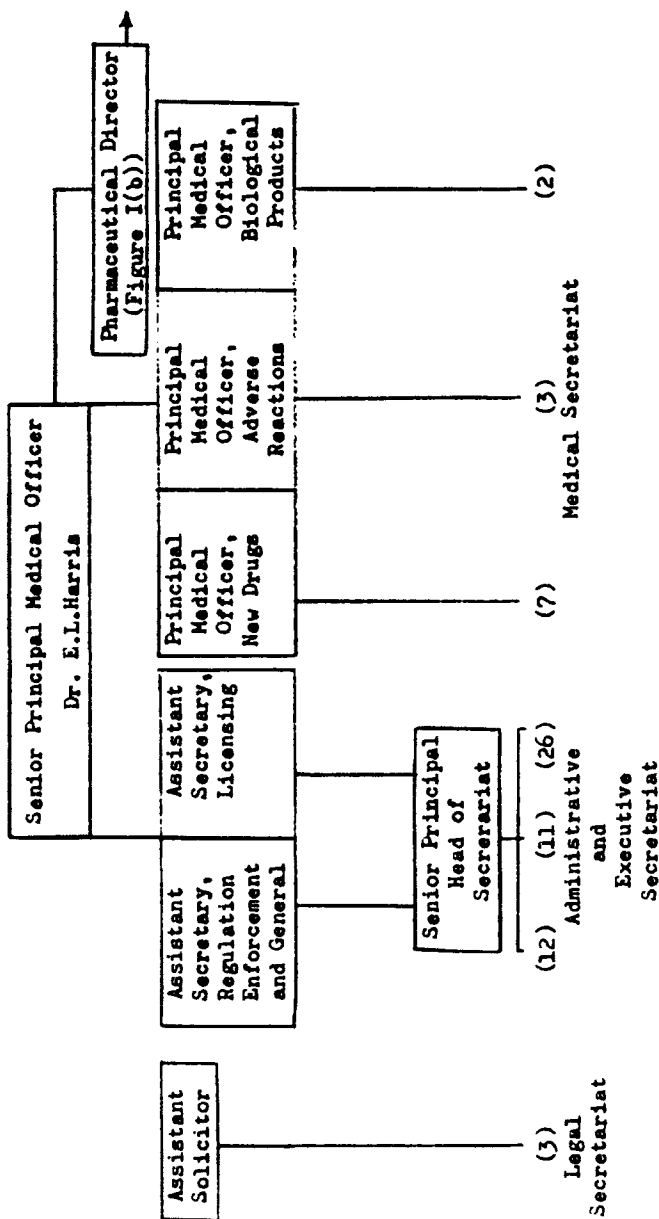 Senior Principal Medical Officer
Dr. E.L.Harris
Pharmaceutical Director
(Figure I(b))
Assistant
Solicitor
Assistant
Secretary,
Regulation
Enforcement
and General
Assistant
Secretary,
Licensing
Principal
Medical
Officer,
New Drugs
Principal
Medical
Officer,
Adverse
Reactions
Principal
Medical
Officer,
Biological
Products
Senior Principal
Head of
Secrerariat
(3)
Legal
Secretariat
(12)
(11)
(26)
Administrative
and
Executive
Secretariat
(7)
(3)
(2)
Medical Secretariat